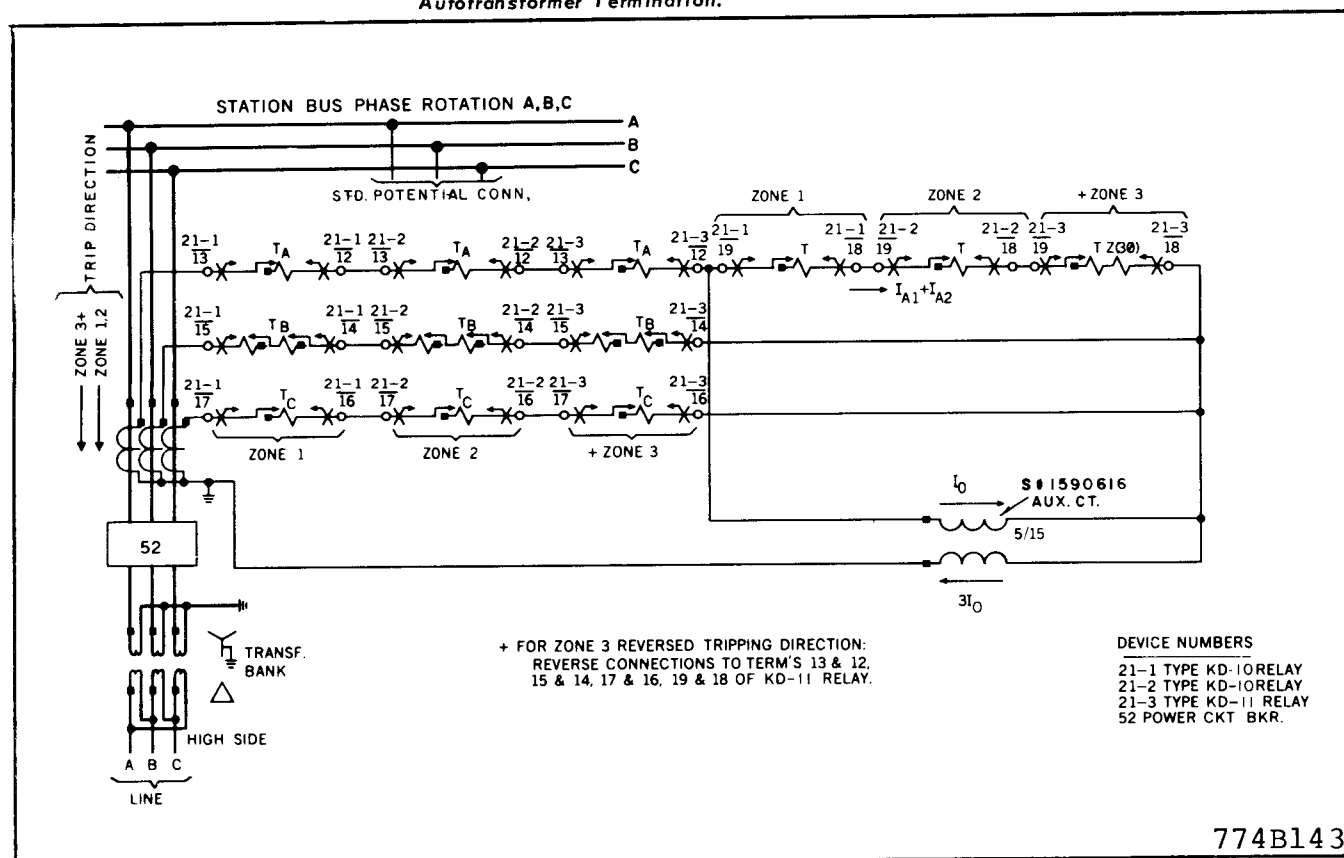 Autotransformer Termination.
STATION BUS PHASE ROTATION A,B,C
A
B
C
STD. POTENTIAL CONN,
TRIP DIRECTION
ZONE 3+
ZONE 1.2
ZONE 1
ZONE 2
+ ZONE 3
21-1
13
TA
21-1
12
21-2
13
TA
21-2
12
21-3
13
TA
21-3
12
21-1
19
T
21-1
18
21-2
19
T
21-2
18
21-3
19
T Z(3θ)
21-3
18
IA1+IA2
21-1
15
TB
21-1
14
21-2
15
TB
21-2
14
21-3
15
TB
21-3
14
21-1
17
TC
21-1
16
21-2
17
TC
21-2
16
21-3
17
TC
21-3
16
ZONE 1
ZONE 2
+ ZONE 3
IO
S#1590616
AUX. CT.
5/15
3IO
52
TRANSF.
BANK
HIGH SIDE
A B C
LINE
+ FOR ZONE 3 REVERSED TRIPPING DIRECTION:
REVERSE CONNECTIONS TO TERM'S 13 & 12,
15 & 14, 17 & 16, 19 & 18 OF KD-11 RELAY.
DEVICE NUMBERS
21-1 TYPE KD-10RELAY
21-2 TYPE KD-10RELAY
21-3 TYPE KD-11 RELAY
52 POWER CKT BKR.
774B143